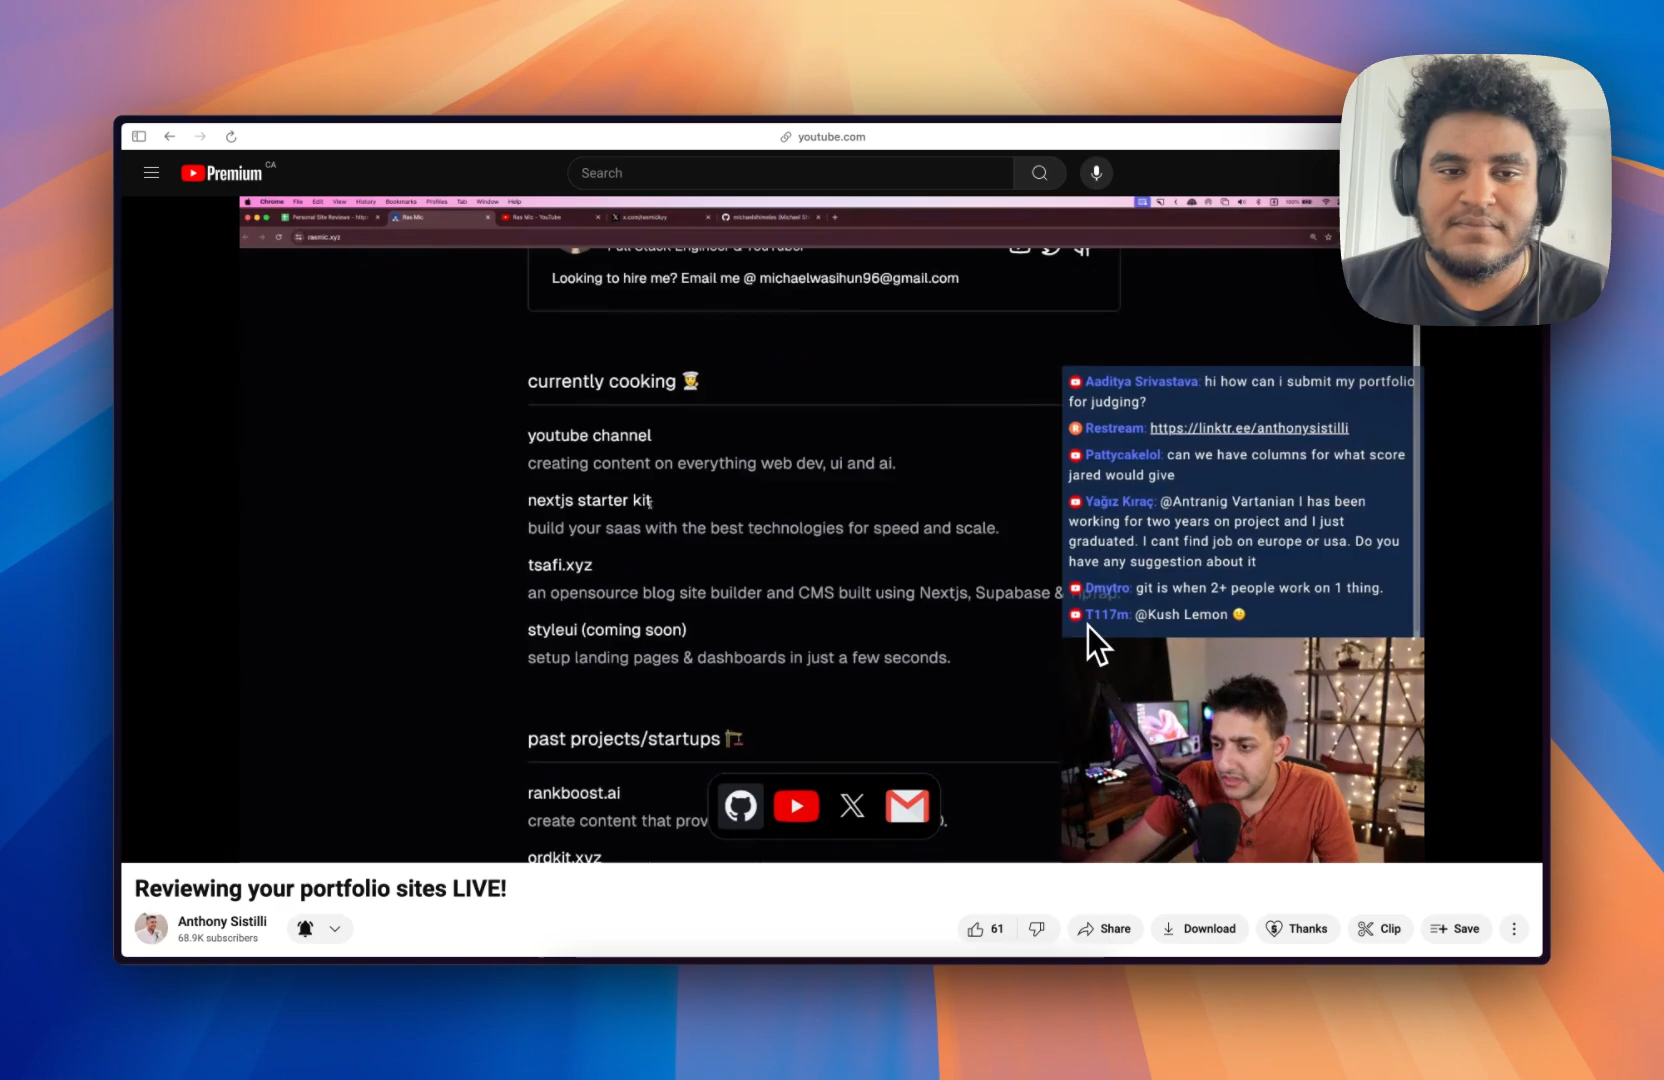 youtube.com
Premium CA
Search
Chrome File Edit View History Bookmarks Profiles Tab Window Help
Personal Site Reviews - http: Ras Mic Ras Mic - YouTube x.com/rasmickyy
rasmic.xyz
Full Stack Engineer & YouTuber
Looking to hire me? Email me @ michaelwasihun96@gmail.com
currently cooking 👨‍🍳
youtube channel
creating content on everything web dev, ui and ai.
nextjs starter kit
build your saas with the best technologies for speed and scale.
tsafi.xyz
an opensource blog site builder and CMS built using Nextjs, Supabase &
styleui (coming soon)
setup landing pages & dashboards in just a few seconds.
past projects/startups 🏗️
rankboost.ai
create content that prov
ordkit.xyz
Aaditya Srivastava: hi how can i submit my portfolio
for judging?
Restream: https://linktr.ee/anthonysistilli
Pattycakelol: can we have columns for what score
jared would give
Yağız Kıraç: @Antranig Vartanian I has been
working for two years on project and I just
graduated. I cant find job on europe or usa. Do you
have any suggestion about it
Dmytro: git is when 2+ people work on 1 thing.
T117m: @Kush Lemon 😐
Reviewing your portfolio sites LIVE!
Anthony Sistilli
68.9K subscribers
61 Share Download Thanks Clip Save